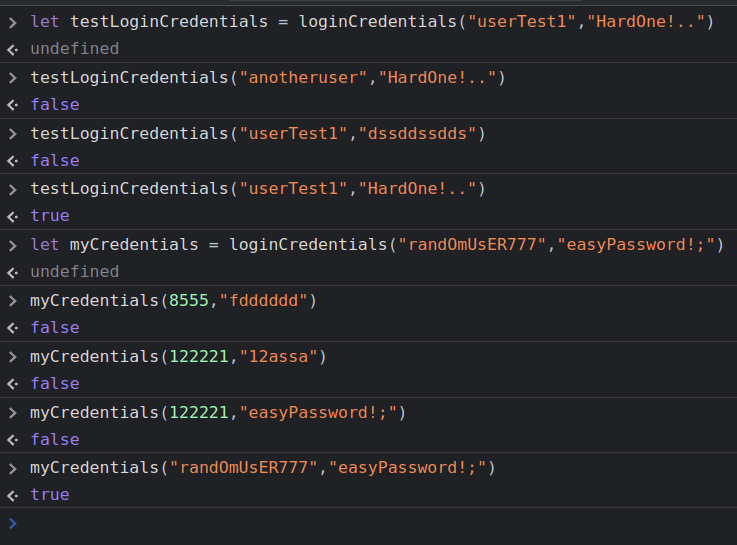 let testLoginCredentials = loginCredentials("userTest1","HardOne!..")
undefined
testLoginCredentials("anotheruser","HardOne!..")
false
testLoginCredentials("userTest1","dssddssdds")
false
testLoginCredentials("userTest1","HardOne!..")
true
let myCredentials = loginCredentials("randOmUsER777","easyPassword!;")
undefined
myCredentials(8555,"fdddddd")
false
myCredentials(122221,"12assa")
false
myCredentials(122221,"easyPassword!;")
false
myCredentials("randOmUsER777","easyPassword!;")
true